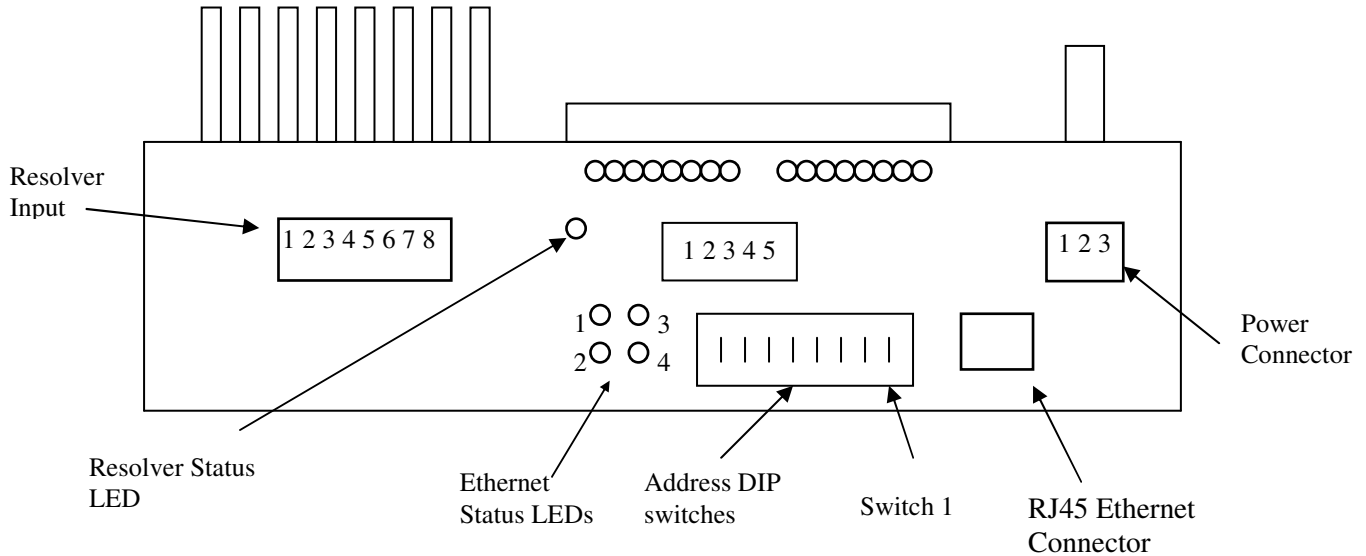 Resolver
Input
1 2 3 4 5 6 7 8
1 2 3 4 5
1 2 3
1
3
2
4
Power
Connector
Resolver Status
LED
Ethernet
Status LEDs
Address DIP
switches
Switch 1
RJ45 Ethernet
Connector